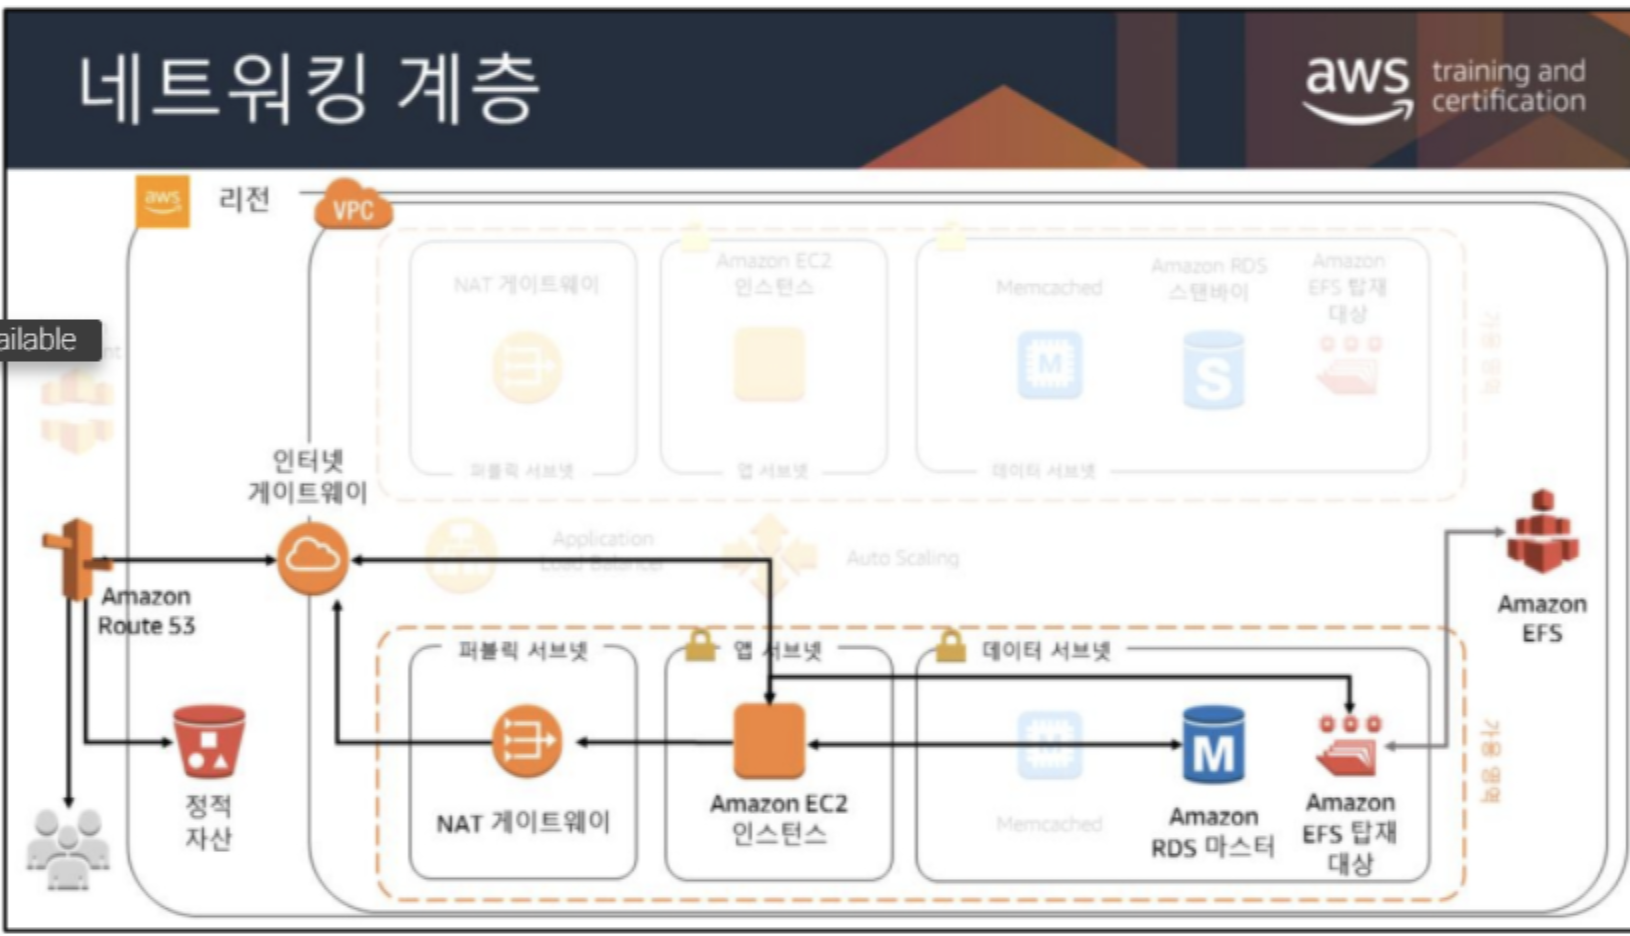 네트워킹 계층
aws
training and
certification
aws
리전
VPC
NAT 게이트웨이
Amazon EC2
인스턴스
Memcached
Amazon RDS
스탠바이
Amazon
EFS 탑재
대상
M
S
가용 영역
ailable
nt
퍼블릭 서브넷
앱 서브넷
데이터 서브넷
인터넷
게이트웨이
Application
Load Balancer
Auto Scaling
Amazon
Route 53
Amazon
EFS
퍼블릭 서브넷
앱 서브넷
데이터 서브넷
M
M
가용 영역
정적
자산
NAT 게이트웨이
Amazon EC2
인스턴스
Memcached
Amazon
RDS 마스터
Amazon
EFS 탑재
대상